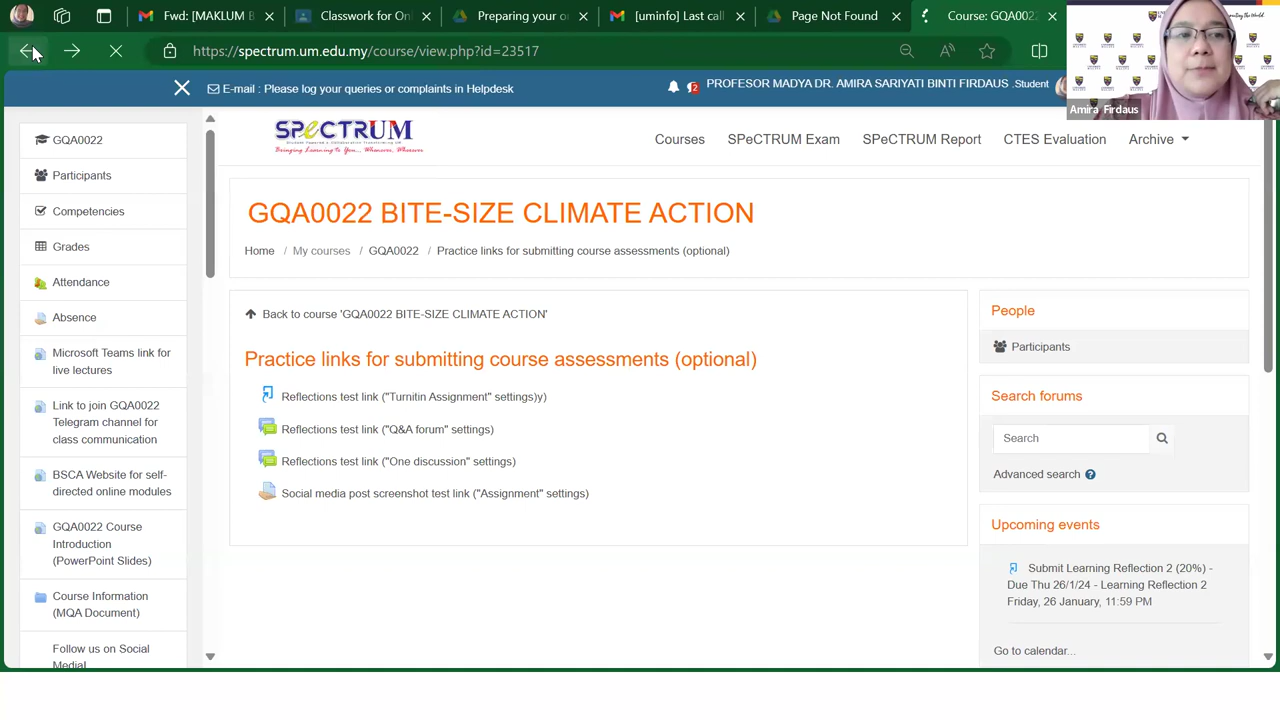 Fwd: [MAKLUM B
Classwork for Onl
Preparing your o
[uminfo] Last call
Page Not Found
Course: GQA0022
https://spectrum.um.edu.my/course/view.php?id=23517
E-mail : Please log your queries or complaints in Helpdesk
2
PROFESOR MADYA DR. AMIRA SARIYATI BINTI FIRDAUS .Student
Amira Firdaus
GQA0022
Participants
Competencies
Grades
Attendance
Absence
Microsoft Teams link for
live lectures
Link to join GQA0022
Telegram channel for
class communication
BSCA Website for self-
directed online modules
GQA0022 Course
Introduction
(PowerPoint Slides)
Course Information
(MQA Document)
Follow us on Social
Media!
SPeCTRUM
Bringing Learning to You... Whenever, Wherever
Courses
SPeCTRUM Exam
SPeCTRUM Report
CTES Evaluation
Archive
GQA0022 BITE-SIZE CLIMATE ACTION
Home / My courses / GQA0022 / Practice links for submitting course assessments (optional)
Back to course 'GQA0022 BITE-SIZE CLIMATE ACTION'
Practice links for submitting course assessments (optional)
Reflections test link ("Turnitin Assignment" settings)y)
Reflections test link ("Q&A forum" settings)
Reflections test link ("One discussion" settings)
Social media post screenshot test link ("Assignment" settings)
People
Participants
Search forums
Search
Advanced search
Upcoming events
Submit Learning Reflection 2 (20%) -
Due Thu 26/1/24 - Learning Reflection 2
Friday, 26 January, 11:59 PM
Go to calendar...